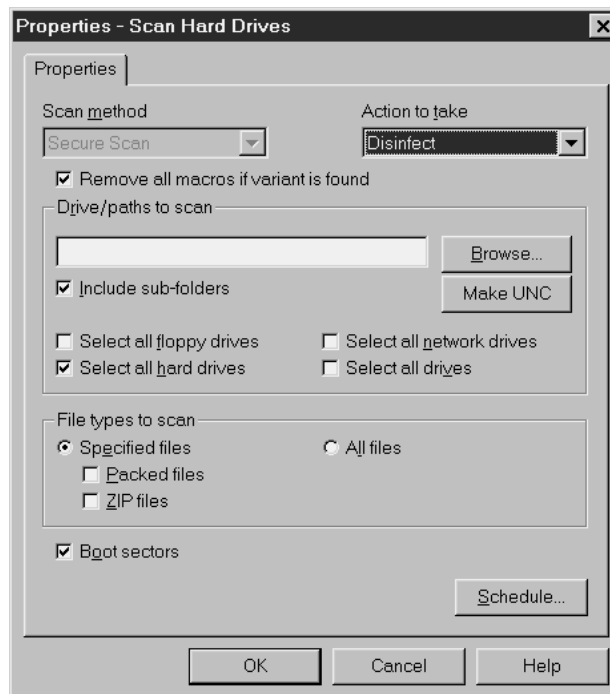 Properties - Scan Hard Drives
Properties
Scan method
Action to take
Secure Scan
Disinfect
Remove all macros if variant is found
Drive/paths to scan
Browse...
Include sub-folders
Make UNC
Select all floppy drives
Select all network drives
Select all hard drives
Select all drives
File types to scan
Specified files
All files
Packed files
ZIP files
Boot sectors
Schedule...
OK
Cancel
Help